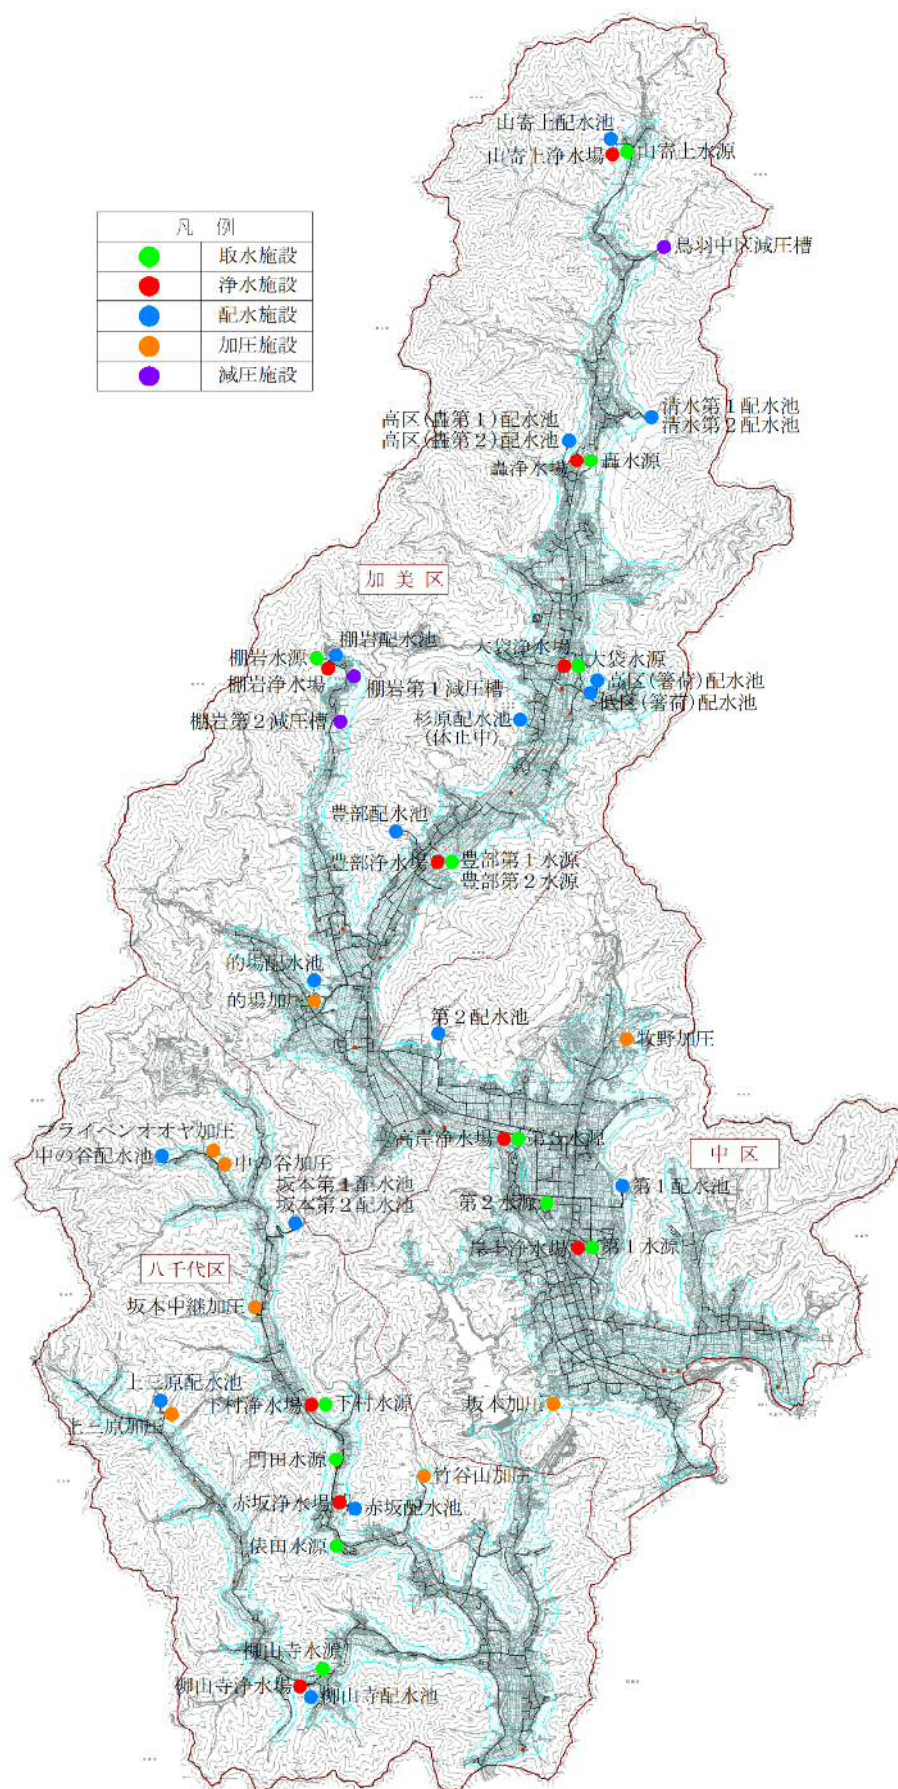 山寄上配水池
山寄上浄水場
山寄上水源
凡 例
取水施設
浄水施設
配水施設
加圧施設
減圧施設
鳥羽中区減圧槽
清水第1配水池
清水第2配水池
高区(轟第1)配水池
高区(轟第2)配水池
轟浄水場
轟水源
加美区
棚岩配水池
棚岩水源
棚岩浄水場
棚岩第1減圧槽
棚岩第2減圧槽
大袋浄水場
大袋水源
高区(箸荷)配水池
低区(箸荷)配水池
杉原配水池
(休止中)
豊部配水池
豊部浄水場
豊部第1水源
豊部第2水源
的場配水池
的場加圧
第2配水池
牧野加圧
ブライベンオオヤ加圧
中の谷配水池
中の谷加圧
坂本第1配水池
坂本第2配水池
高岸浄水場
第3水源
中区
第2水源
第1配水池
岸上浄水場
第1水源
八千代区
坂本中継加圧
上三原配水池
上三原加圧
下村浄水場
下村水源
坂本加圧
門田水源
竹谷山加圧
赤坂浄水場
赤坂配水池
俵田水源
柳山寺水源
柳山寺浄水場
柳山寺配水池